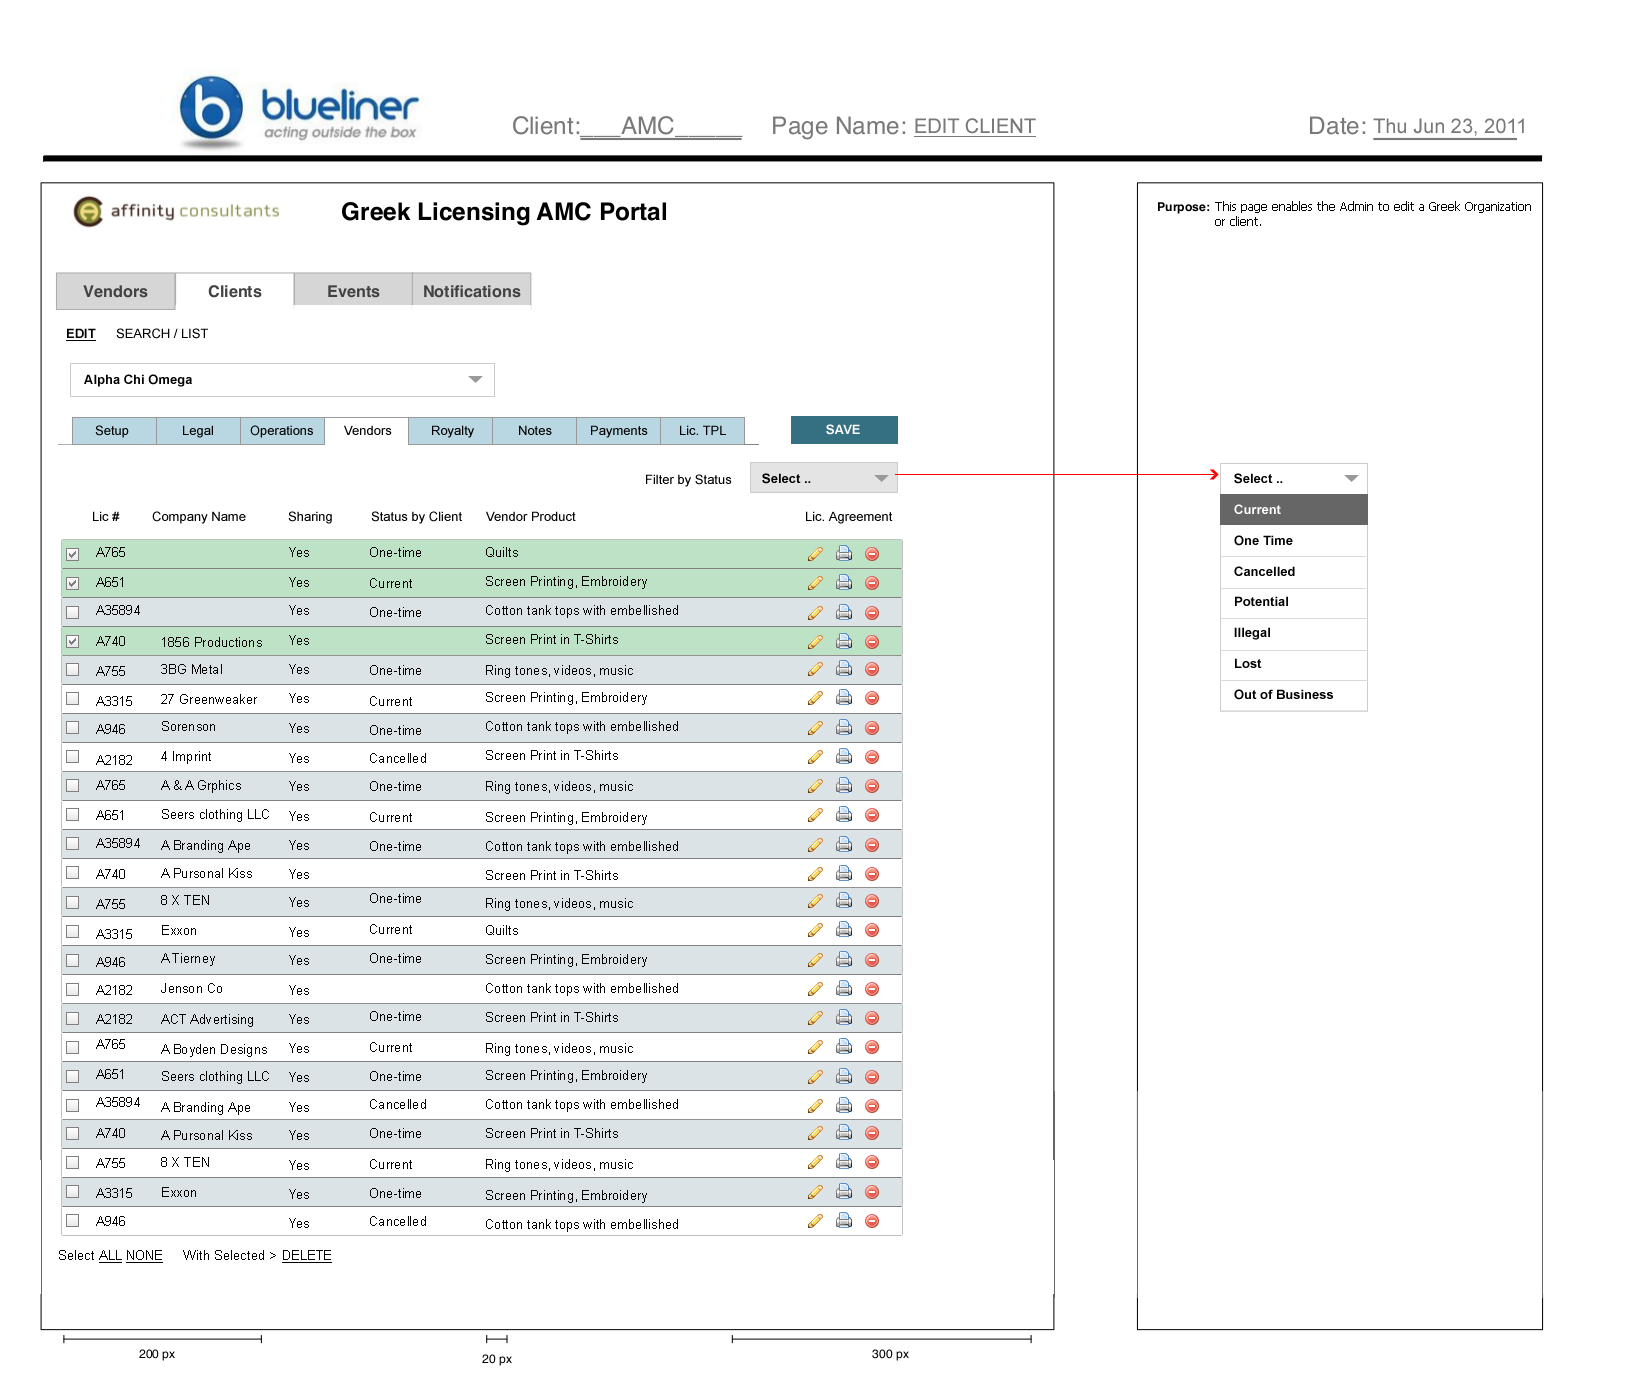 blueliner
acting outside the box
Client:___AMC_____ Page Name: EDIT CLIENT Date: Thu Jun 23, 2011
affinity consultants Greek Licensing AMC Portal
Purpose: This page enables the Admin to edit a Greek Organization
or client.
Vendors Clients Events Notifications
EDIT SEARCH / LIST
Alpha Chi Omega
Setup Legal Operations Vendors Royalty Notes Payments Lic. TPL SAVE
Filter by Status Select ..
Select ..
Current
One Time
Cancelled
Potential
Illegal
Lost
Out of Business
Lic # Company Name Sharing Status by Client Vendor Product Lic. Agreement
A765 Yes One-time Quilts
A651 Yes Current Screen Printing, Embroidery
A35894 Yes One-time Cotton tank tops with embellished
A740 1856 Productions Yes Screen Print in T-Shirts
A755 3BG Metal Yes One-time Ring tones, videos, music
A3315 27 Greenweaker Yes Current Screen Printing, Embroidery
A946 Sorenson Yes One-time Cotton tank tops with embellished
A2182 4 Imprint Yes Cancelled Screen Print in T-Shirts
A765 A & A Grphics Yes One-time Ring tones, videos, music
A651 Seers clothing LLC Yes Current Screen Printing, Embroidery
A35894 A Branding Ape Yes One-time Cotton tank tops with embellished
A740 A Pursonal Kiss Yes Screen Print in T-Shirts
A755 8 X TEN Yes One-time Ring tones, videos, music
A3315 Exxon Yes Current Quilts
A946 A Tierney Yes One-time Screen Printing, Embroidery
A2182 Jenson Co Yes Cotton tank tops with embellished
A2182 ACT Advertising Yes One-time Screen Print in T-Shirts
A765 A Boyden Designs Yes Current Ring tones, videos, music
A651 Seers clothing LLC Yes One-time Screen Printing, Embroidery
A35894 A Branding Ape Yes Cancelled Cotton tank tops with embellished
A740 A Pursonal Kiss Yes One-time Screen Print in T-Shirts
A755 8 X TEN Yes Current Ring tones, videos, music
A3315 Exxon Yes One-time Screen Printing, Embroidery
A946 Yes Cancelled Cotton tank tops with embellished
Select ALL NONE With Selected > DELETE
200 px 20 px 300 px